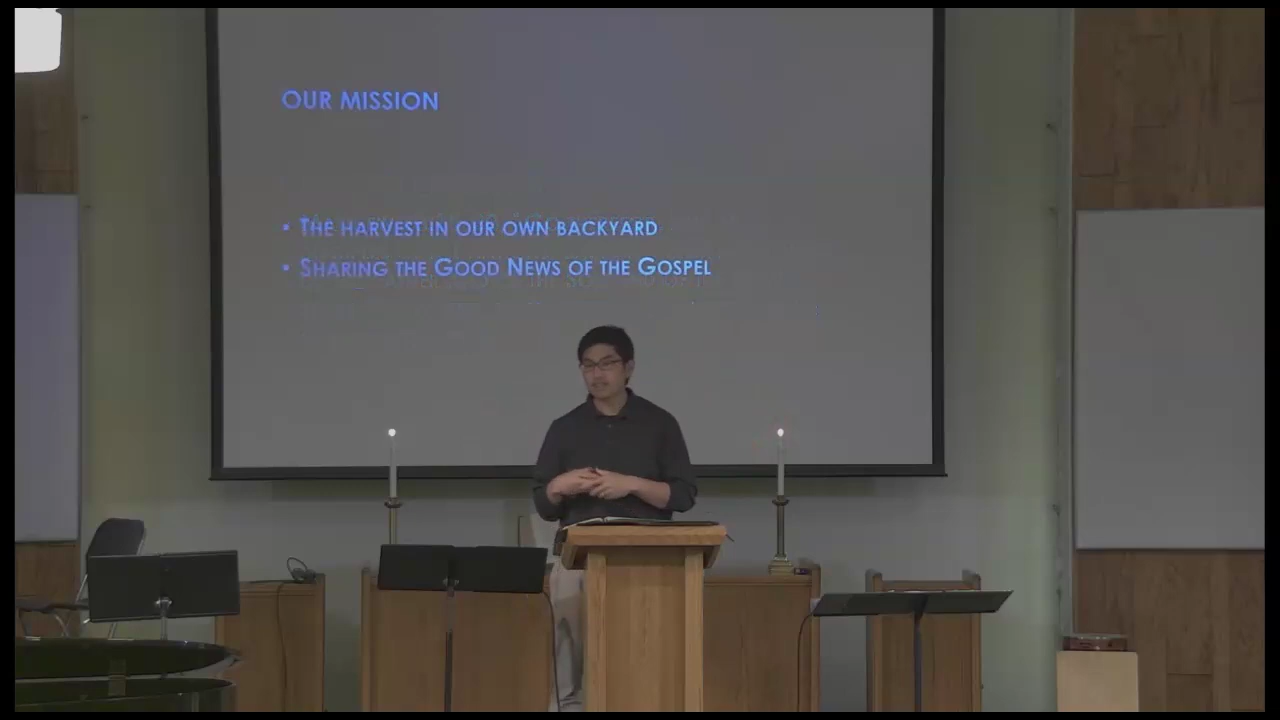 OUR MISSION
▪ THE HARVEST IN OUR OWN BACKYARD
▪ SHARING THE GOOD NEWS OF THE GOSPEL